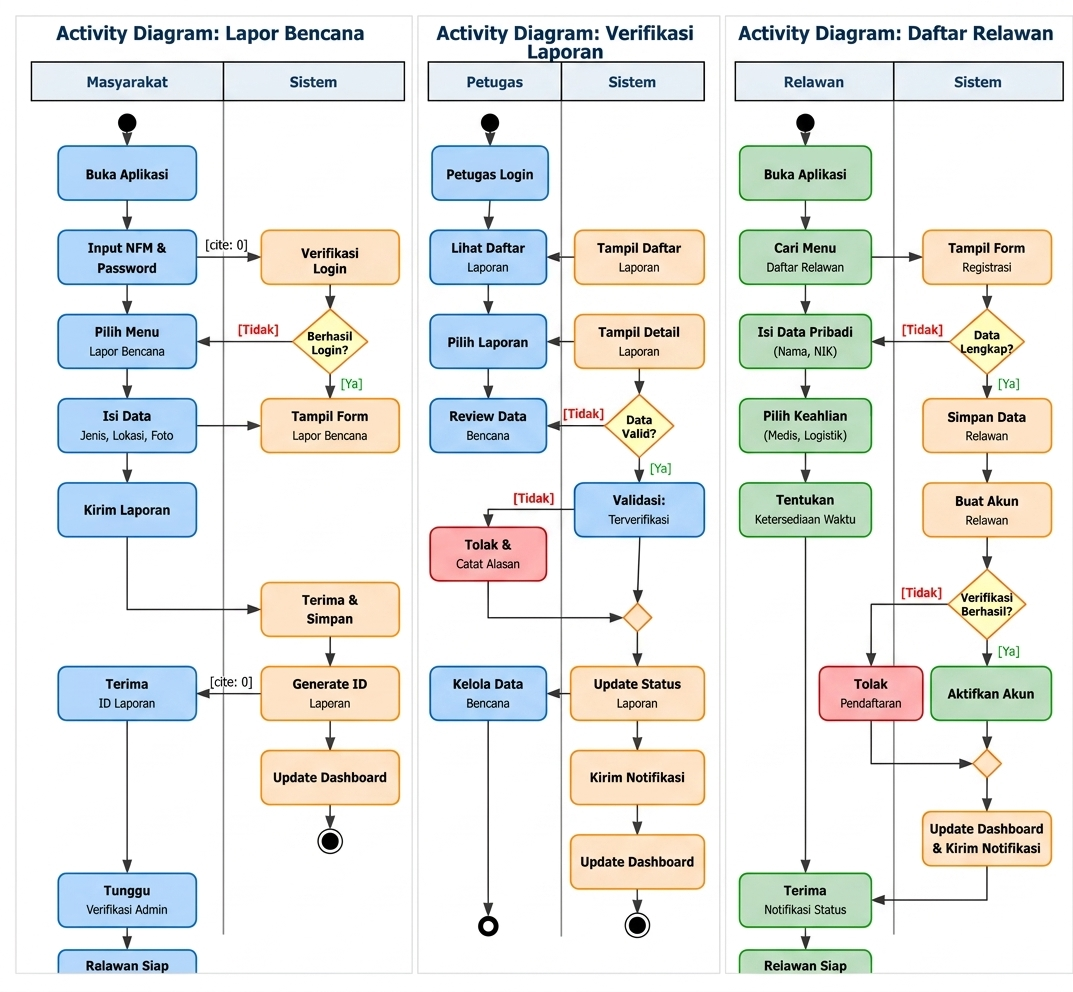 Activity Diagram: Lapor Bencana
Masyarakat
Sistem
Buka Aplikasi
Input NFM &
Password
[cite: 0]
Verifikasi
Login
Pilih Menu
Lapor Bencana
[Tidak]
Berhasil
Login?
[Ya]
Isi Data
Jenis, Lokasi, Foto
Tampil Form
Lapor Bencana
Kirim Laporan
Terima &
Simpan
Terima
ID Laporan
[cite: 0]
Generate ID
Laperan
Update Dashboard
Tunggu
Verifikasi Admin
Relawan Siap
Activity Diagram: Verifikasi
Laporan
Petugas
Sistem
Petugas Login
Lihat Daftar
Laporan
Tampil Daftar
Laporan
Pilih Laporan
Tampil Detail
Laporan
Review Data
Bencana
[Tidak]
Data
Valid?
[Ya]
[Tidak]
Validasi:
Terverifikasi
Tolak &
Catat Alasan
Kelola Data
Bencana
Update Status
Laporan
Kirim Notifikasi
Update Dashboard
Activity Diagram: Daftar Relawan
Relawan
Sistem
Buka Aplikasi
Cari Menu
Daftar Relawan
Tampil Form
Registrasi
Isi Data Pribadi
(Nama, NIK)
[Tidak]
Data
Lengkap?
[Ya]
Pilih Keahlian
(Medis, Logistik)
Simpan Data
Relawan
Tentukan
Ketersediaan Waktu
Buat Akun
Relawan
[Tidak]
Verifikasi
Berhasil?
[Ya]
Tolak
Pendaftaran
Aktifkan Akun
Update Dashboard
& Kirim Notifikasi
Terima
Notifikasi Status
Relawan Siap